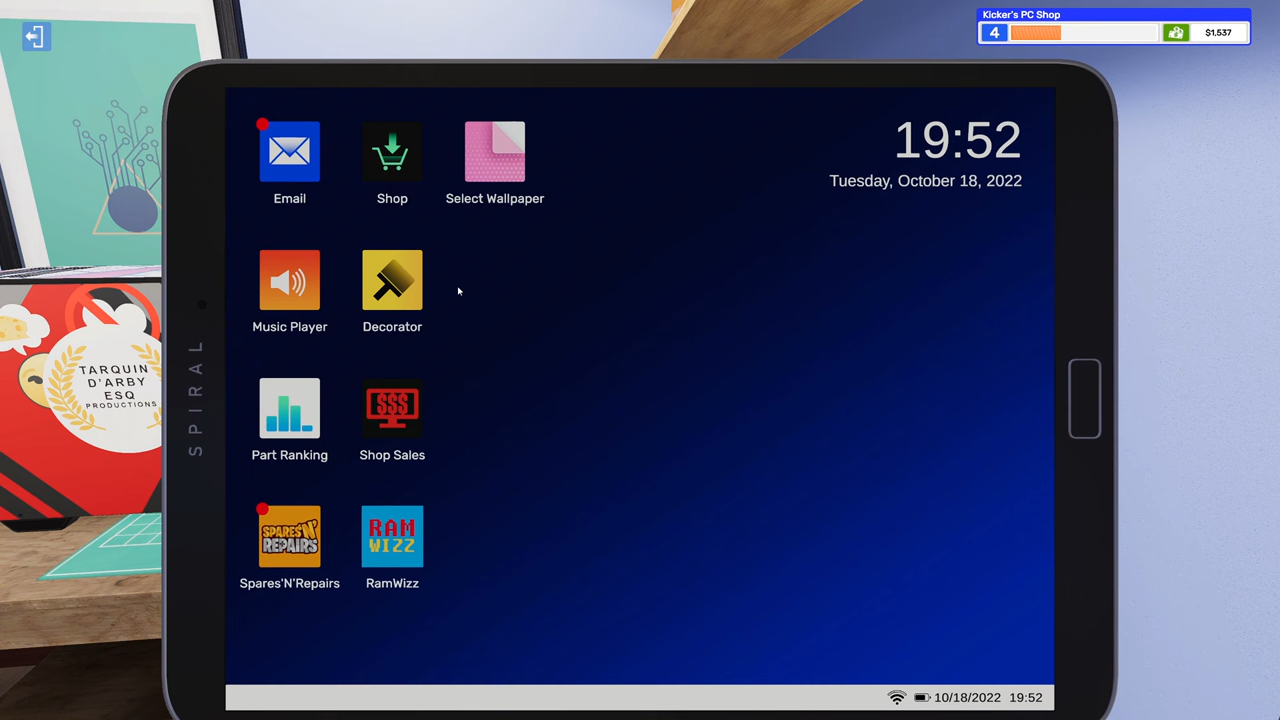 Kicker's PC Shop
4
$1,537
19:52
Tuesday, October 18, 2022
Email
Shop
Select Wallpaper
Music Player
Decorator
Part Ranking
$$$
Shop Sales
SPARES 'N' REPAIRS
Spares'N'Repairs
RAM
WIZZ
RamWizz
SPIRAL
TARQUIN
D'ARBY
ESQ
PRODUCTIONS
10/18/2022 19:52